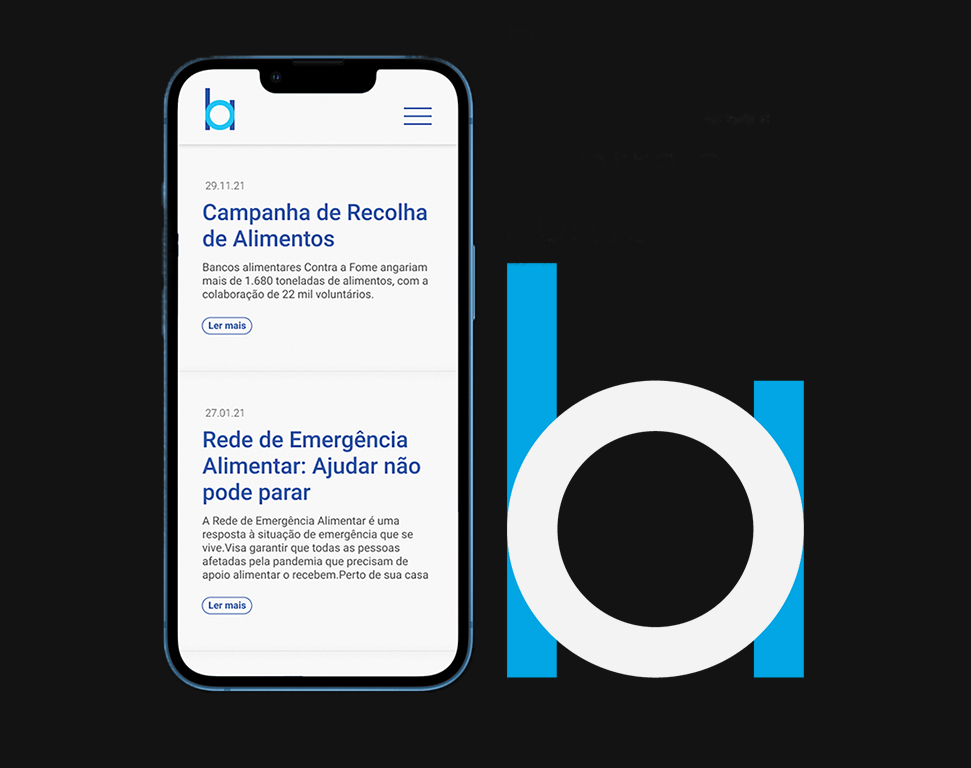 29.11.21
Campanha de Recolha
de Alimentos
Bancos alimentares Contra a Fome angariam
mais de 1.680 toneladas de alimentos, com a
colaboração de 22 mil voluntários.
Ler mais
27.01.21
Rede de Emergência
Alimentar: Ajudar não
pode parar
A Rede de Emergência Alimentar é uma
resposta à situação de emergência que se
vive.Visa garantir que todas as pessoas
afetadas pela pandemia que precisam de
apoio alimentar o recebem.Perto de sua casa
Ler mais